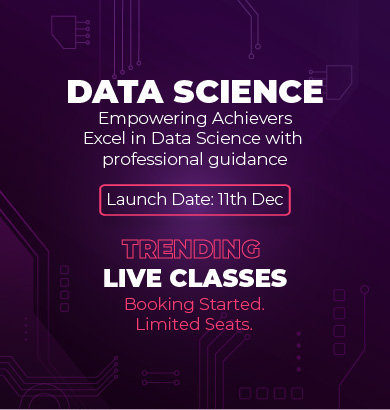 DATA SCIENCE
Empowering Achievers
Excel in Data Science with
professional guidance
Launch Date: 11th Dec
TRENDING
LIVE CLASSES
Booking Started.
Limited Seats.